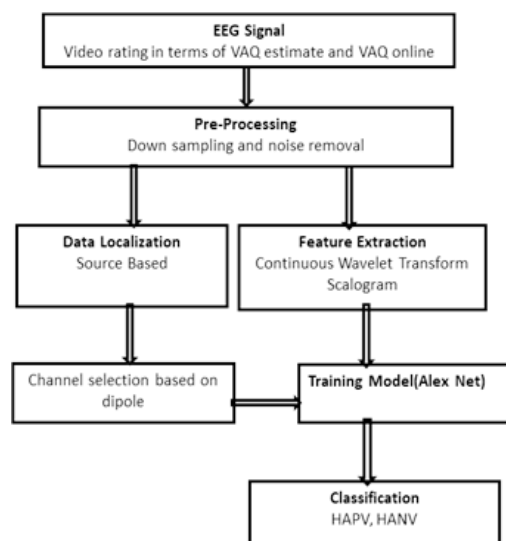 EEG Signal
Video rating in terms of VAQ estimate and VAQ online
Pre-Processing
Down sampling and noise removal
Data Localization
Source Based
Feature Extraction
Continuous Wavelet Transform
Scalogram
Channel selection based on
dipole
Training Model(Alex Net)
Classification
HAPV, HANV